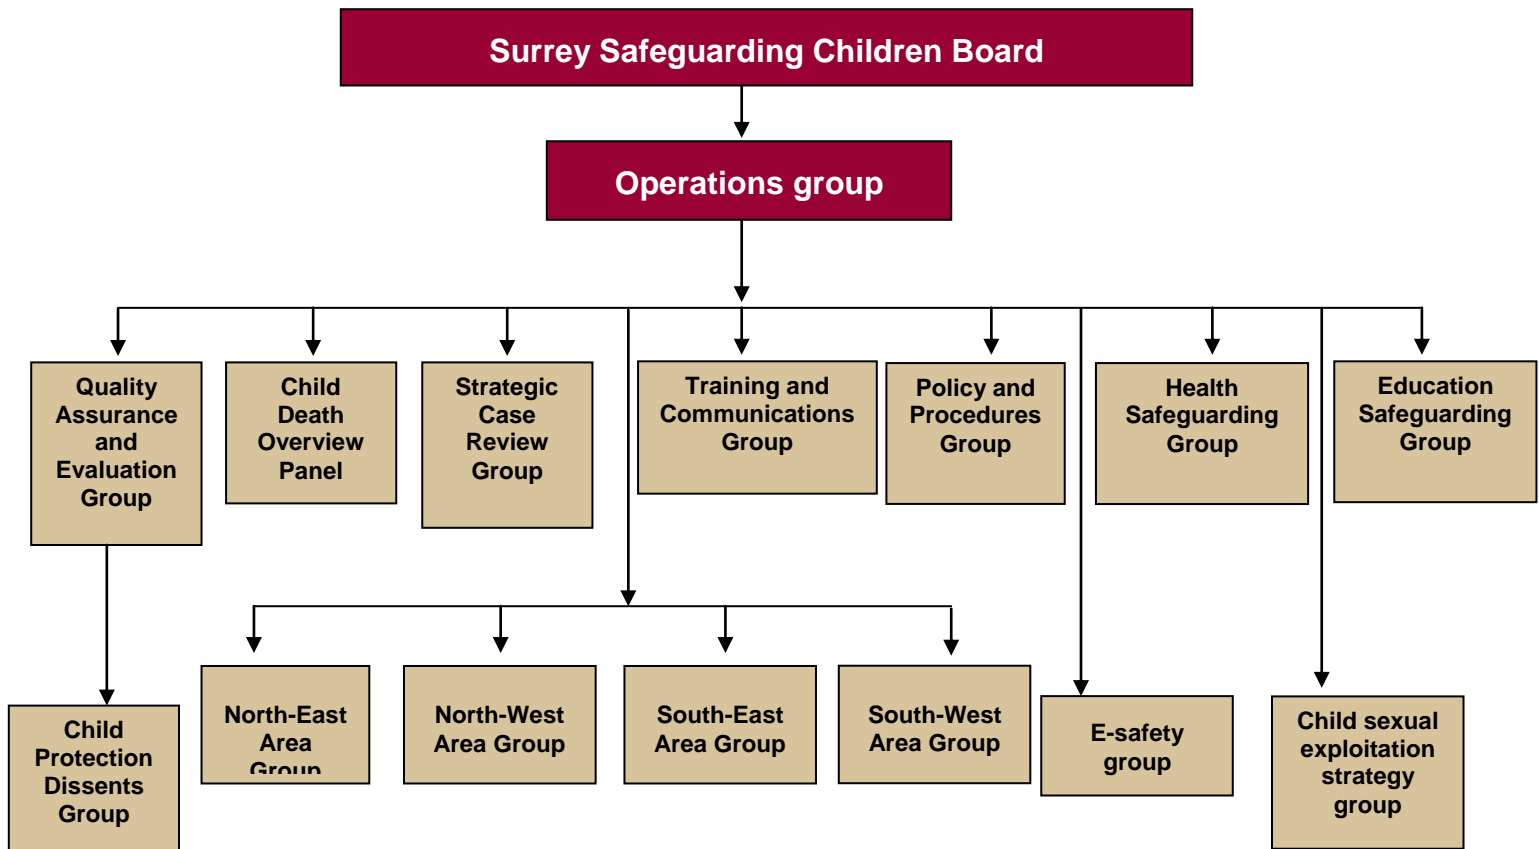 Surrey Safeguarding Children Board
Operations group
Quality
Assurance
and
Evaluation
Group
Child
Death
Overview
Panel
Strategic
Case
Review
Group
Training and
Communications
Group
Policy and
Procedures
Group
Health
Safeguarding
Group
Education
Safeguarding
Group
Child
Protection
Dissents
Group
North-East
Area
Group
North-West
Area Group
South-East
Area Group
South-West
Area Group
E-safety
group
Child sexual
exploitation
strategy
group